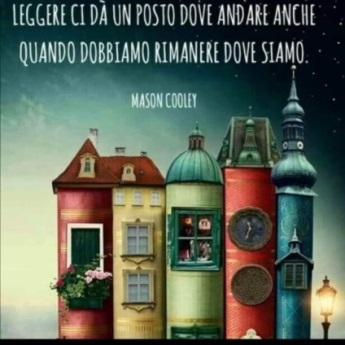 LEGGERE CI DÀ UN POSTO DOVE ANDARE ANCHE
QUANDO DOBBIAMO RIMANERE DOVE SIAMO.
MASON COOLEY